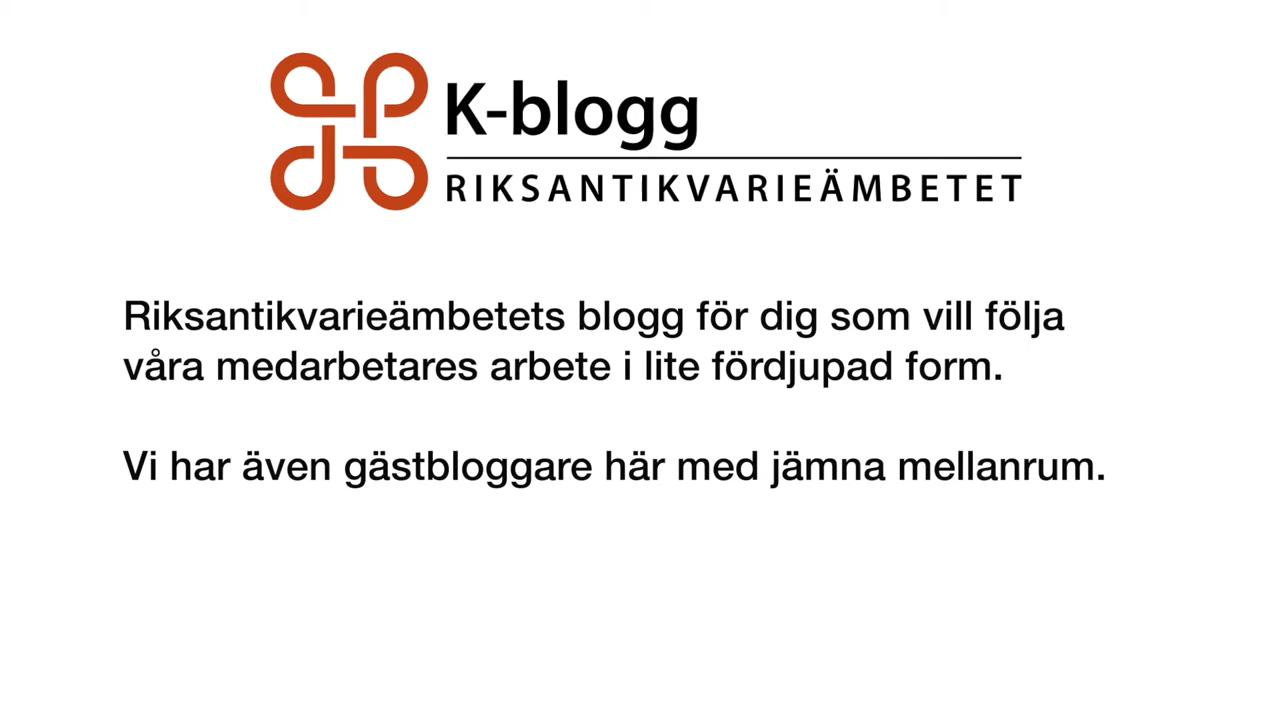 K-blogg
RIKSANTIKVARIEÄMBETET
Riksantikvarieämbetets blogg för dig som vill följa
våra medarbetares arbete i lite fördjupad form.
Vi har även gästbloggare här med jämna mellanrum.